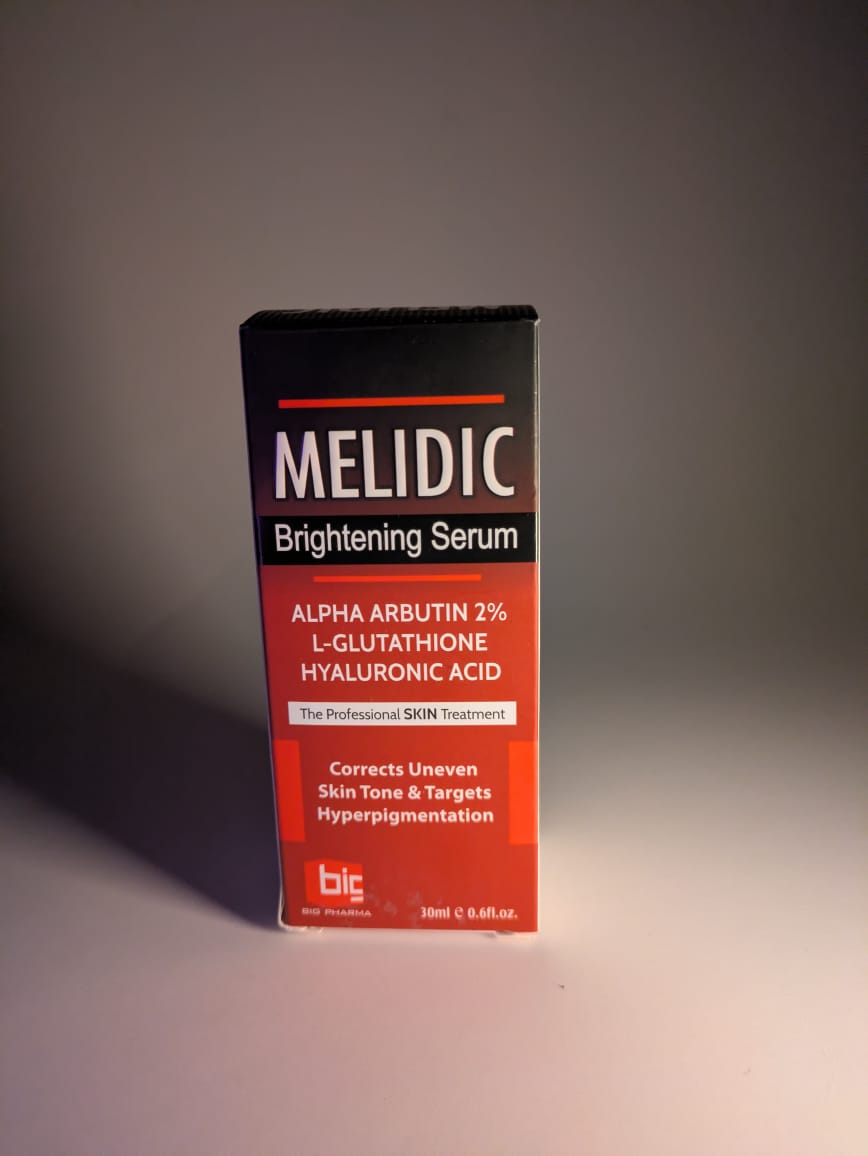 MELIDIC
Brightening Serum
ALPHA ARBUTIN 2%
L-GLUTATHIONE
HYALURONIC ACID
The Professional SKIN Treatment
Corrects Uneven
Skin Tone & Targets
Hyperpigmentation
big
BIG PHARMA
30ml e 0.6fl.oz.